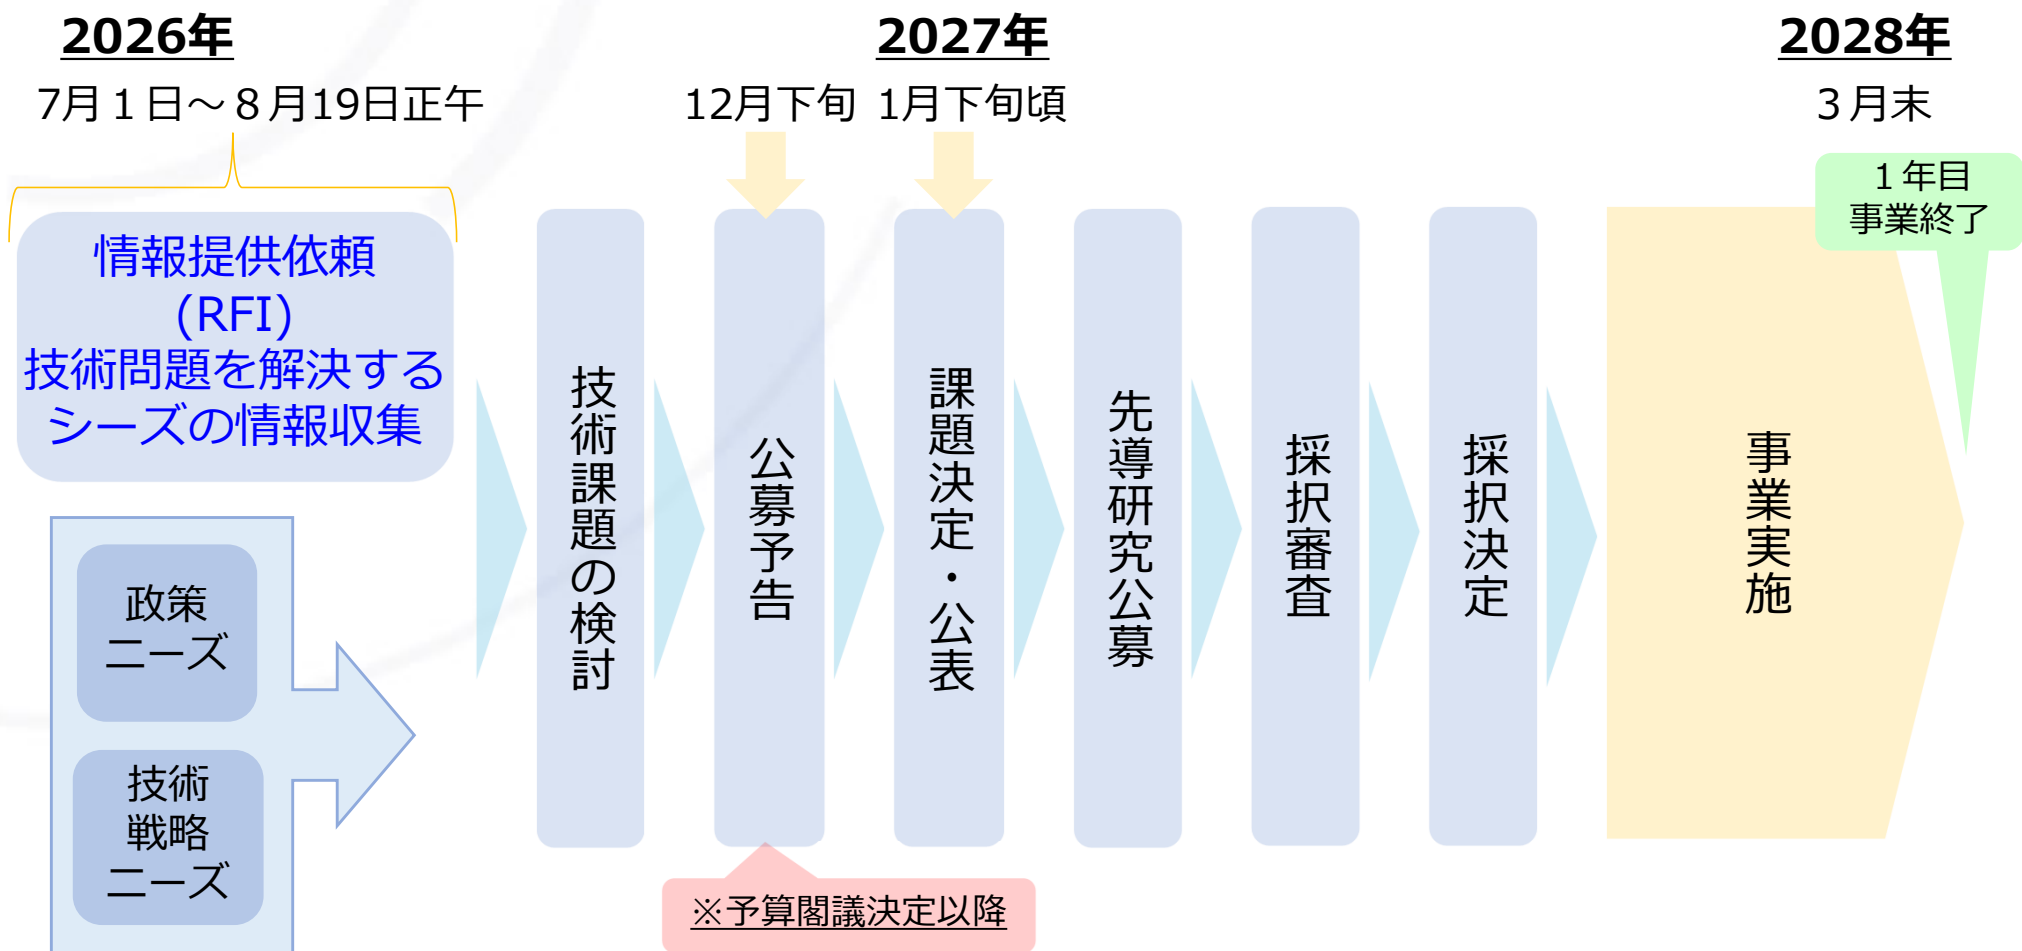 2026年
2027年
2028年
7月１日～８月19日正午
12月下旬
1月下旬頃
３月末
１年目
事業終了
情報提供依頼
(RFI)
技術問題を解決する
シーズの情報収集
政策
ニーズ
技術
戦略
ニーズ
技術課題の検討
公募予告
課題決定・公表
先導研究公募
採択審査
採択決定
事業実施
※予算閣議決定以降